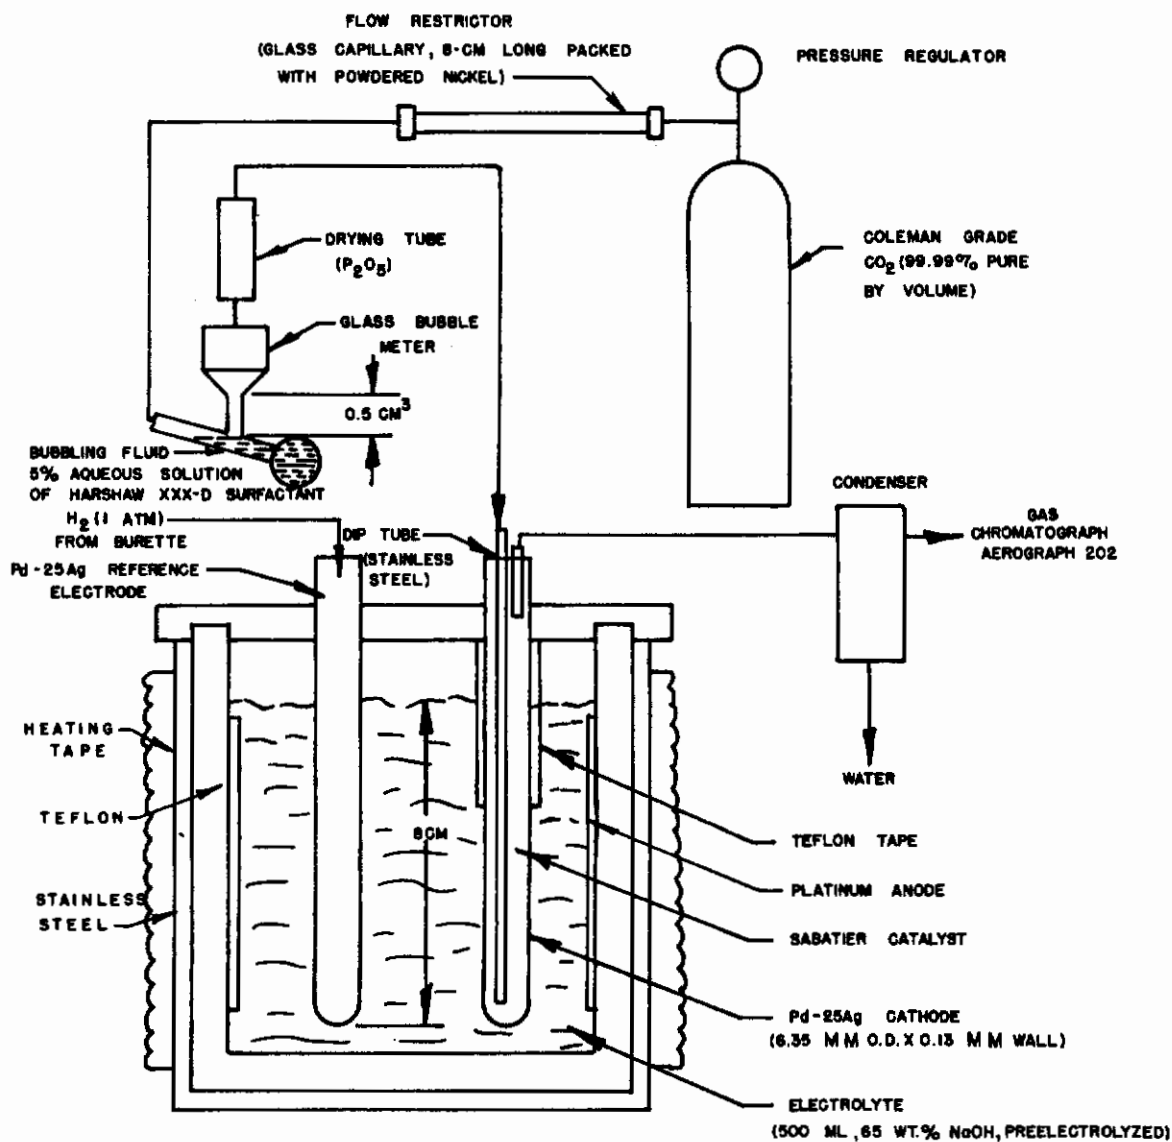 FLOW RESTRICTOR
(GLASS CAPILLARY, 8-CM LONG PACKED
WITH POWDERED NICKEL)
PRESSURE REGULATOR
DRYING TUBE
(P2O5)
COLEMAN GRADE
CO2 (99.99% PURE
BY VOLUME)
GLASS BUBBLE
METER
0.5 CM3
BUBBLING FLUID
5% AQUEOUS SOLUTION
OF HARSHAW XXX-D SURFACTANT
H2 (1 ATM)
FROM BURETTE
Pd-25Ag REFERENCE
ELECTRODE
DIP TUBE
(STAINLESS
STEEL)
CONDENSER
GAS
CHROMATOGRAPH
AEROGRAPH 202
WATER
HEATING
TAPE
TEFLON
STAINLESS
STEEL
8CM
TEFLON TAPE
PLATINUM ANODE
SABATIER CATALYST
Pd-25Ag CATHODE
(6.35 MM O.D. X 0.13 MM WALL)
ELECTROLYTE
(500 ML, 65 WT.% NaOH, PREELECTROLYZED)